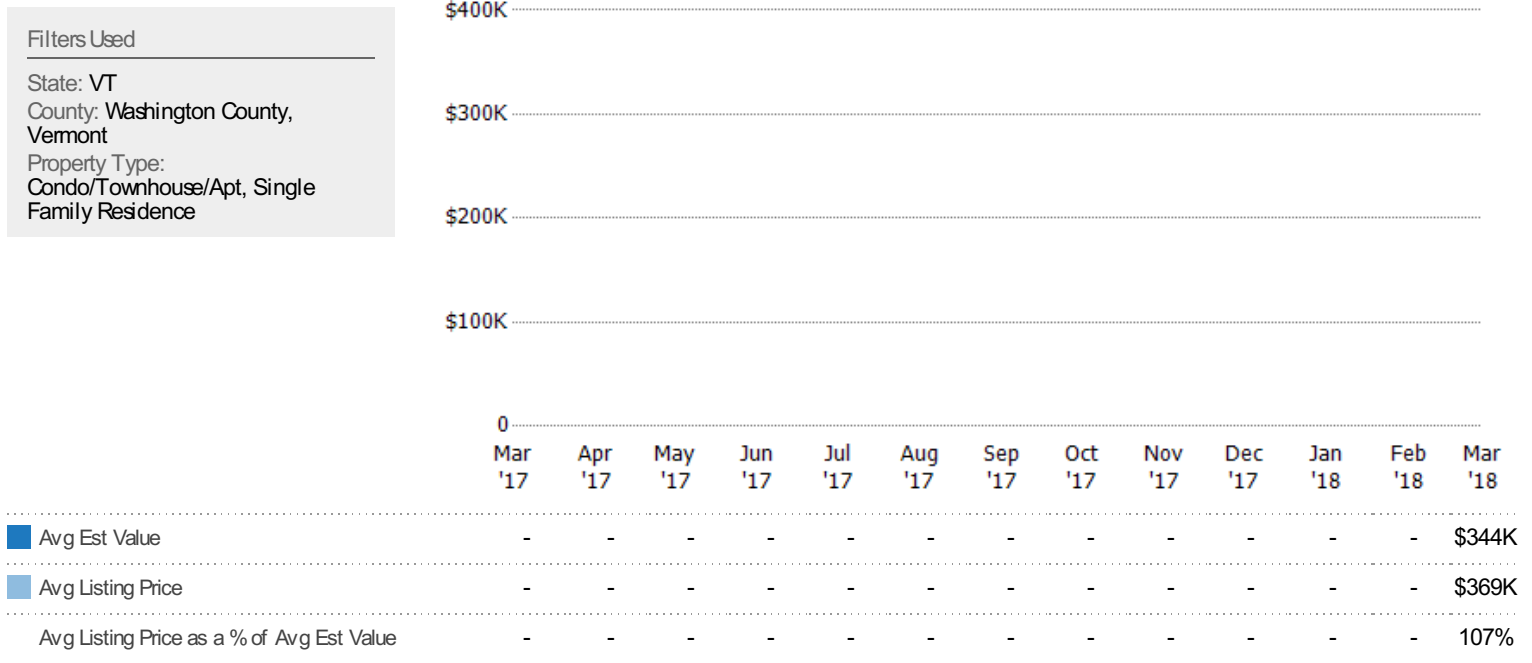 Filters Used
State: VT
County: Washington County,
Vermont
Property Type:
Condo/Townhouse/Apt, Single
Family Residence
$400K
$300K
$200K
$100K
0
Mar Apr May Jun Jul Aug Sep Oct Nov Dec Jan Feb Mar
'17 '17 '17 '17 '17 '17 '17 '17 '17 '17 '18 '18 '18
Avg Est Value - - - - - - - - - - - - $344K
Avg Listing Price - - - - - - - - - - - - $369K
Avg Listing Price as a % of Avg Est Value - - - - - - - - - - - - 107%